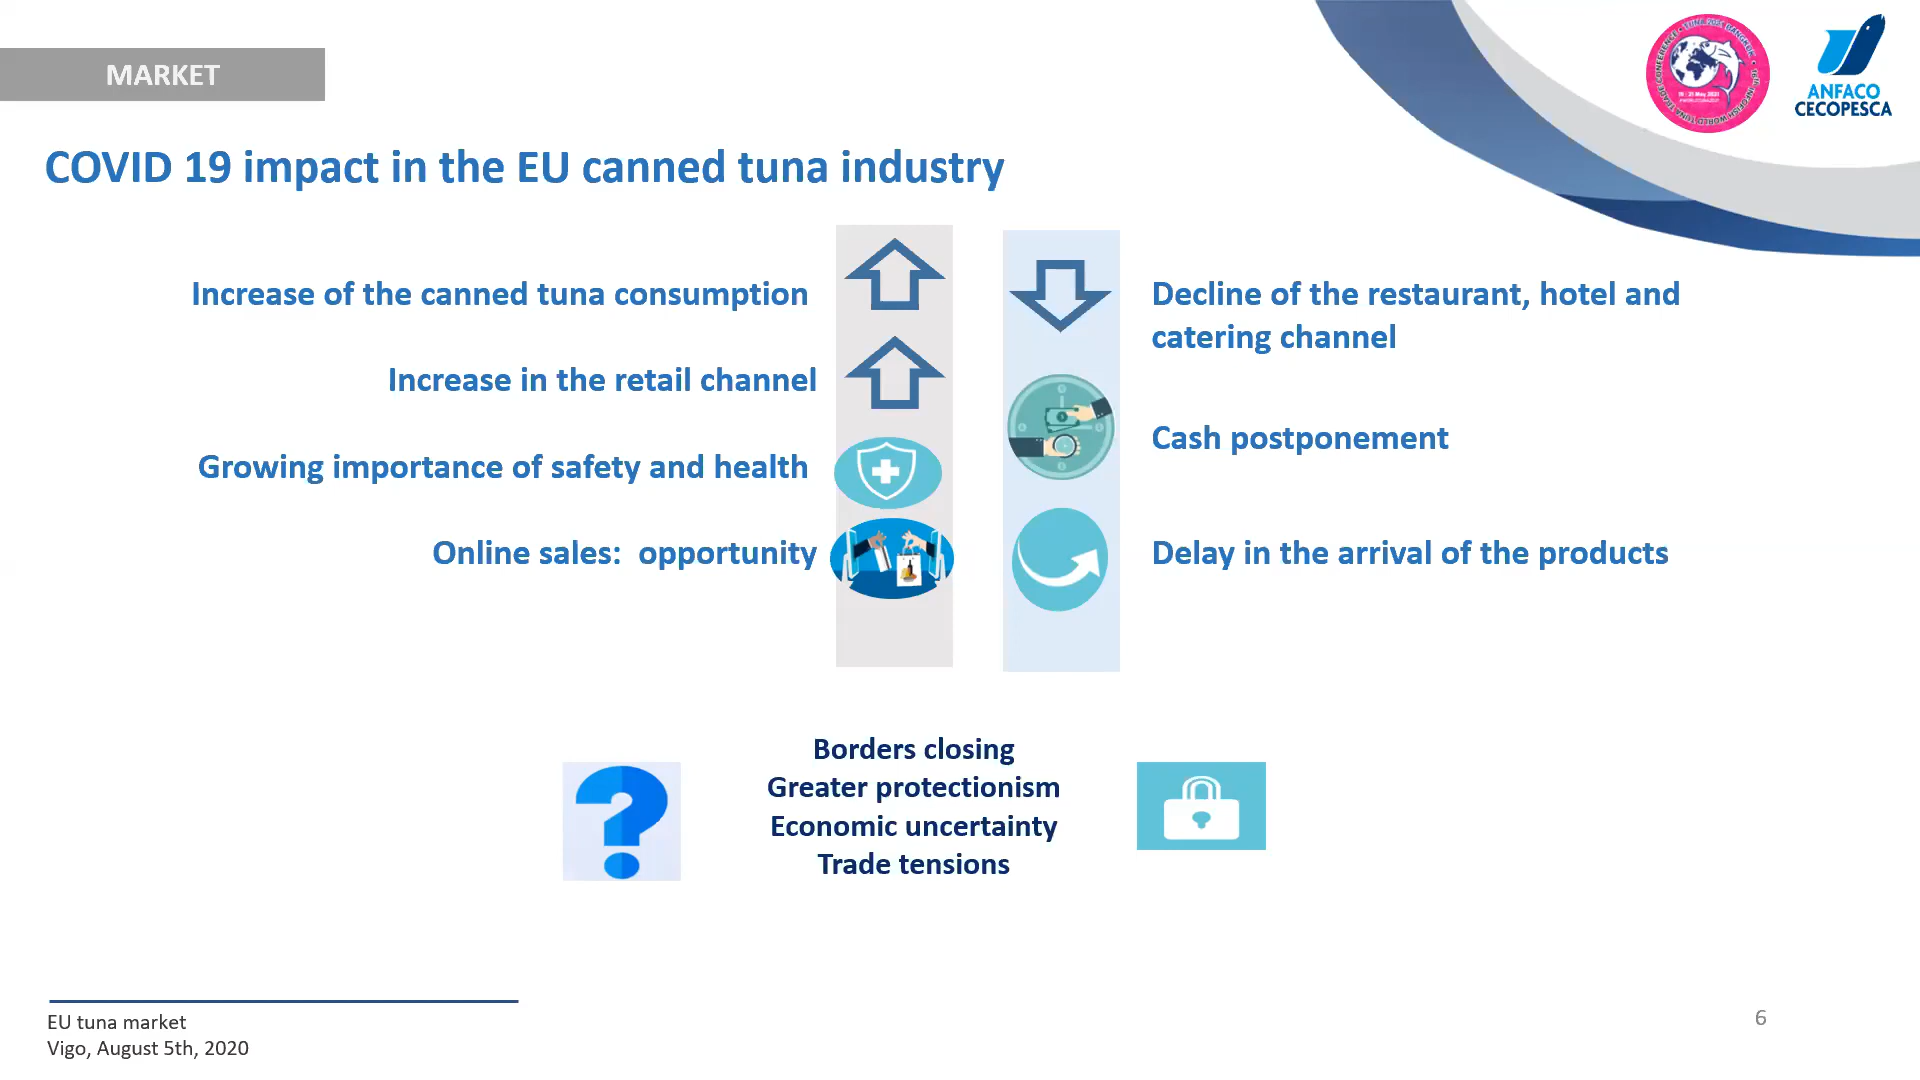 MARKET
ANFACO
CECOPESCA
COVID 19 impact in the EU canned tuna industry
Increase of the canned tuna consumption
Increase in the retail channel
Growing importance of safety and health
Online sales:  opportunity
Decline of the restaurant, hotel and
catering channel
Cash postponement
Delay in the arrival of the products
Borders closing
Greater protectionism
Economic uncertainty
Trade tensions
EU tuna market
Vigo, August 5th, 2020
6